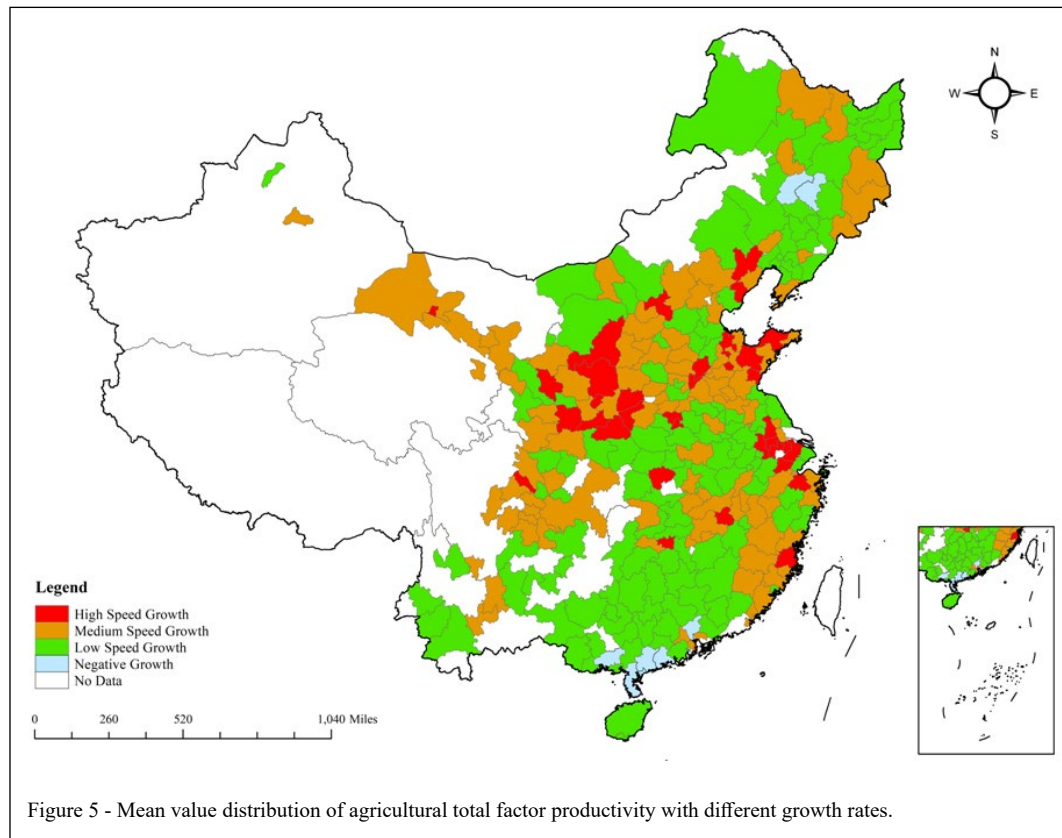 N
W E
S
Legend
High Speed Growth
Medium Speed Growth
Low Speed Growth
Negative Growth
No Data
0 260 520 1,040 Miles
Figure 5 - Mean value distribution of agricultural total factor productivity with different growth rates.